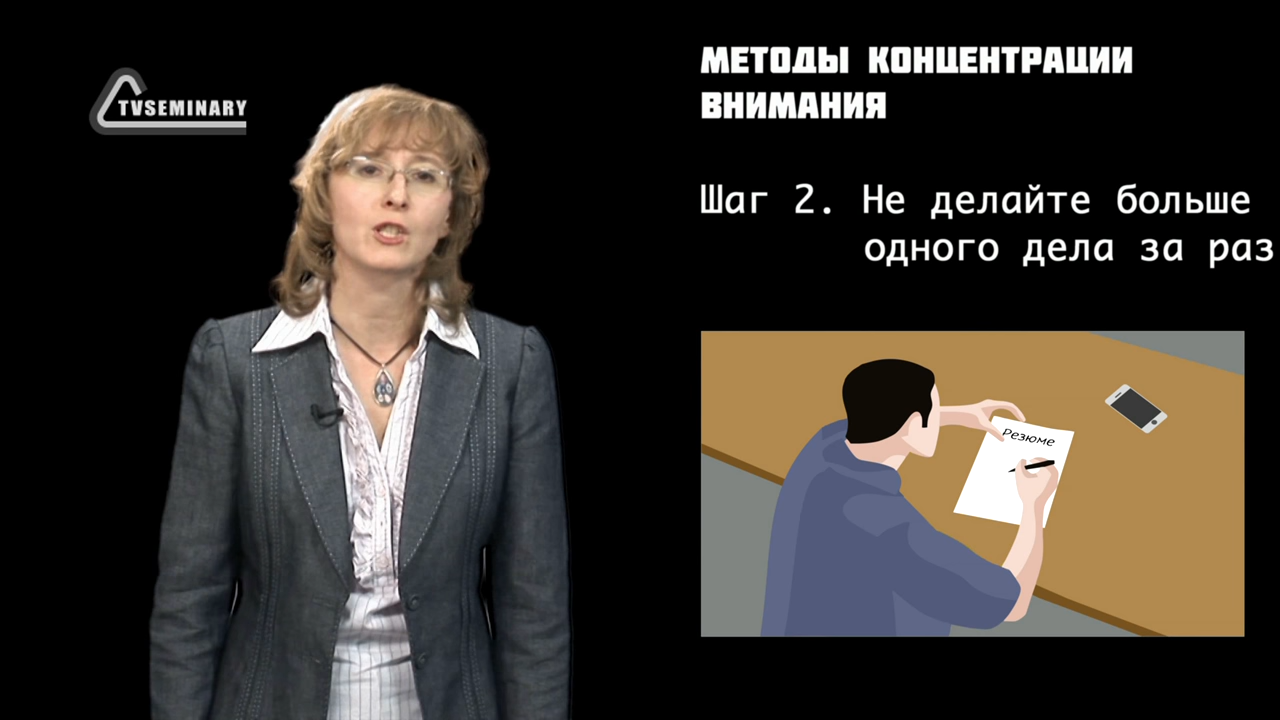 TVSEMINARY
МЕТОДЫ КОНЦЕНТРАЦИИ
ВНИМАНИЯ
Шаг 2. Не делайте больше
одного дела за раз
Резюме